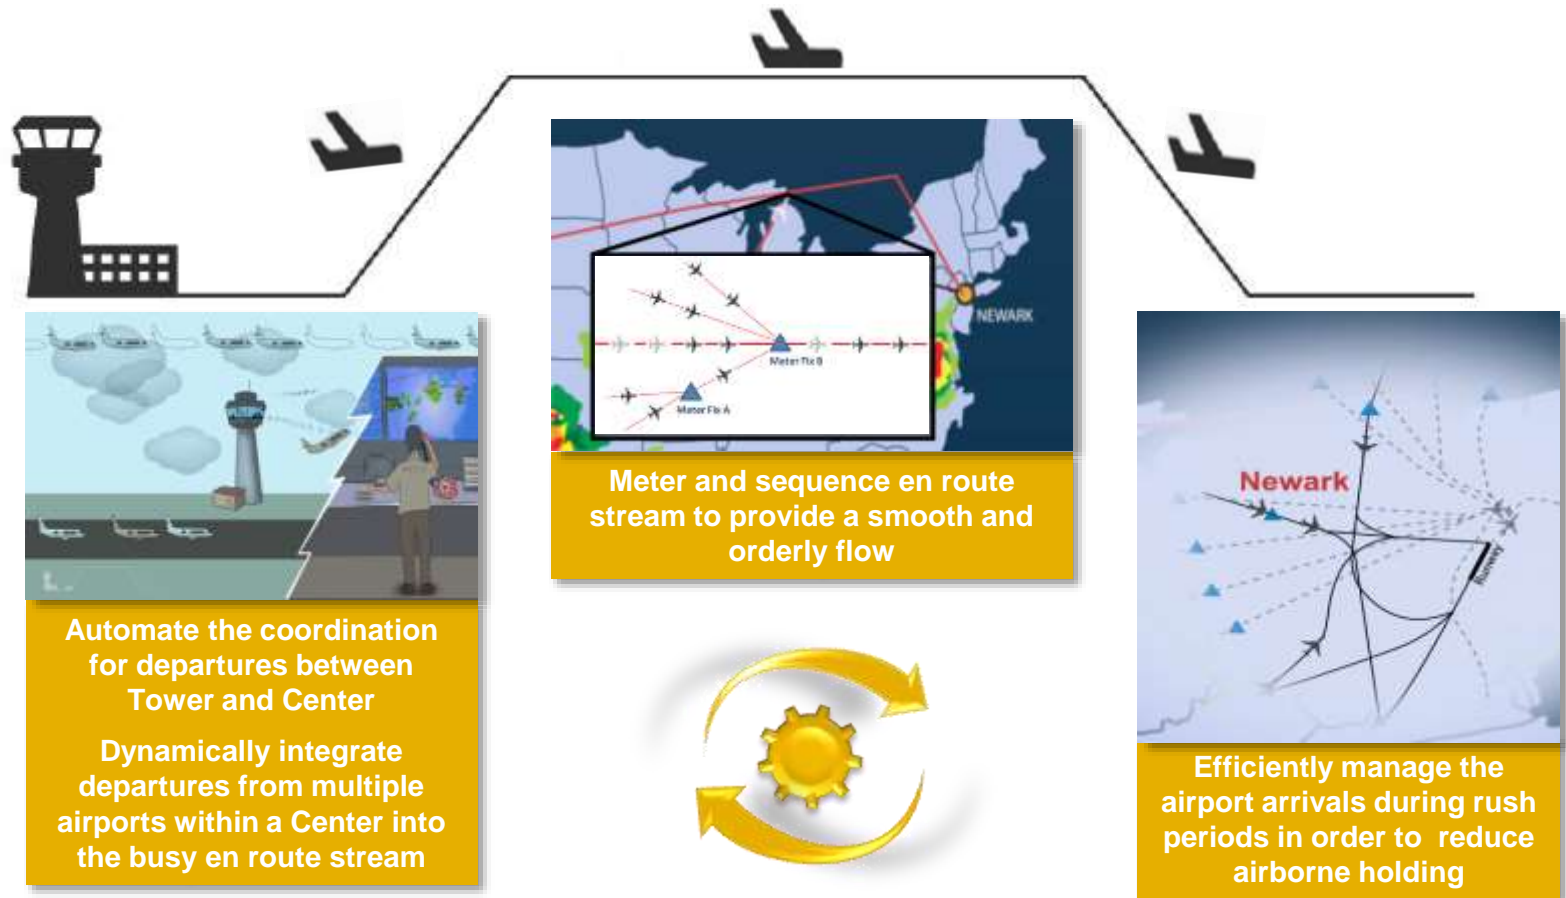 NEWARK
Meter Fix B
Meter Fix A
Automate the coordination
for departures between
Tower and Center
Dynamically integrate
departures from multiple
airports within a Center into
the busy en route stream
Meter and sequence en route
stream to provide a smooth and
orderly flow
Newark
Runway
Efficiently manage the
airport arrivals during rush
periods in order to reduce
airborne holding